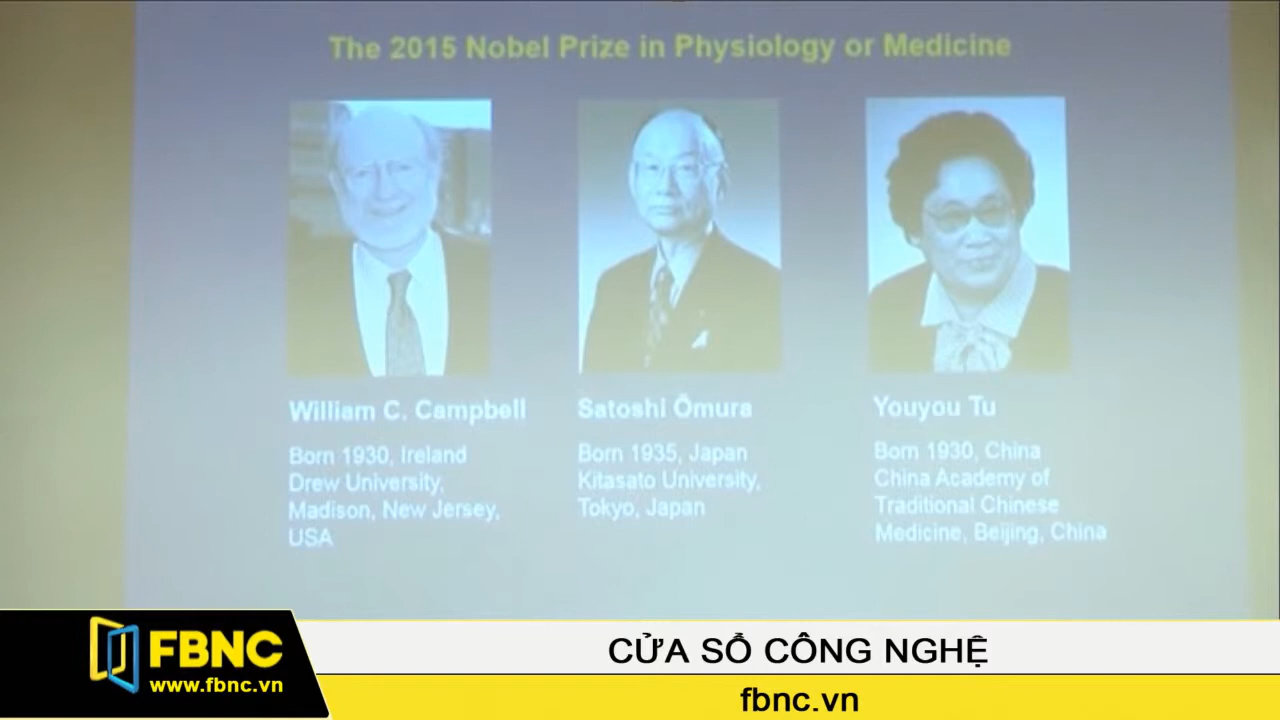 The 2015 Nobel Prize in Physiology or Medicine
William C. Campbell
Born 1930, Ireland
Drew University,
Madison, New Jersey,
USA
Satoshi Ōmura
Born 1935, Japan
Kitasato University,
Tokyo, Japan
Youyou Tu
Born 1930, China
China Academy of
Traditional Chinese
Medicine, Beijing, China
FBNC
www.fbnc.vn
CỬA SỔ CÔNG NGHỆ
fbnc.vn